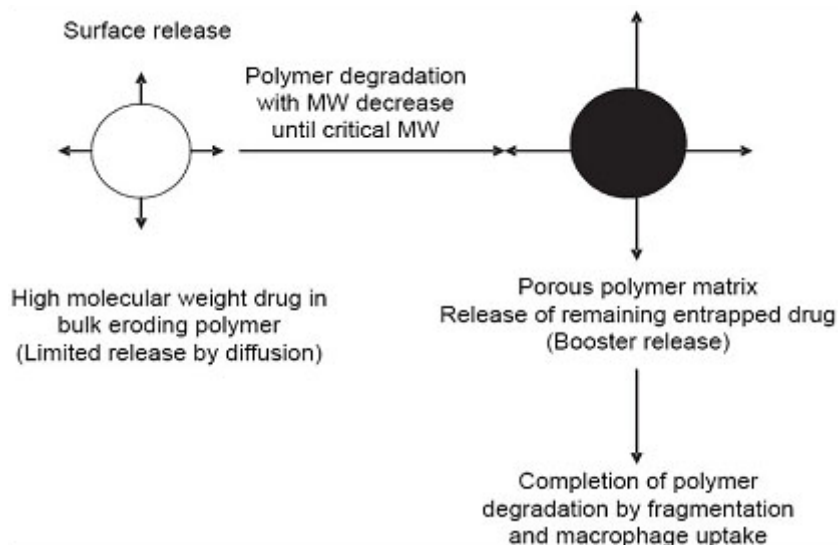 Surface release
Polymer degradation
with MW decrease
until critical MW
High molecular weight drug in
bulk eroding polymer
(Limited release by diffusion)
Porous polymer matrix
Release of remaining entrapped drug
(Booster release)
Completion of polymer
degradation by fragmentation
and macrophage uptake